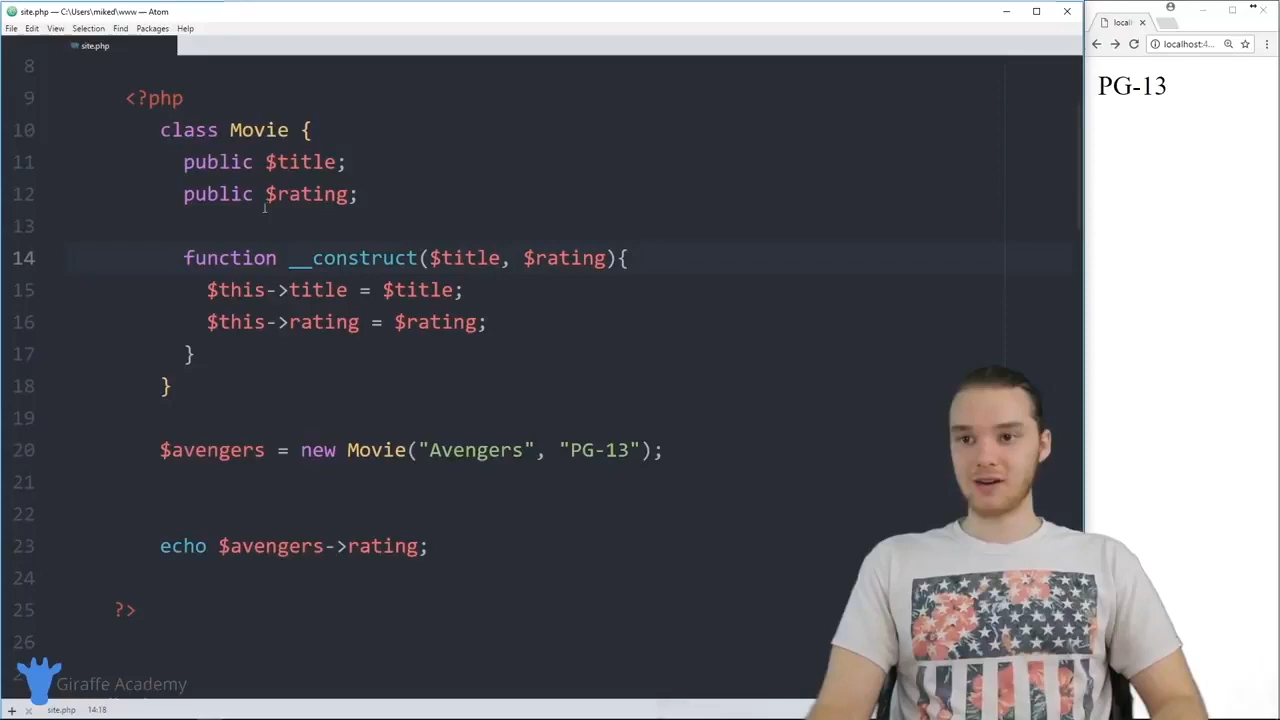 site.php — C:\Users\miked\www — Atom
File Edit View Selection Find Packages Help
site.php
8
9 <?php
10 class Movie {
11 public $title;
12 public $rating;
13
14 function __construct($title, $rating){
15 $this->title = $title;
16 $this->rating = $rating;
17 }
18 }
19
20 $avengers = new Movie("Avengers", "PG-13");
21
22
23 echo $avengers->rating;
24
25 ?>
26
Giraffe Academy
site.php 14:18
locali
localhost:4...
PG-13